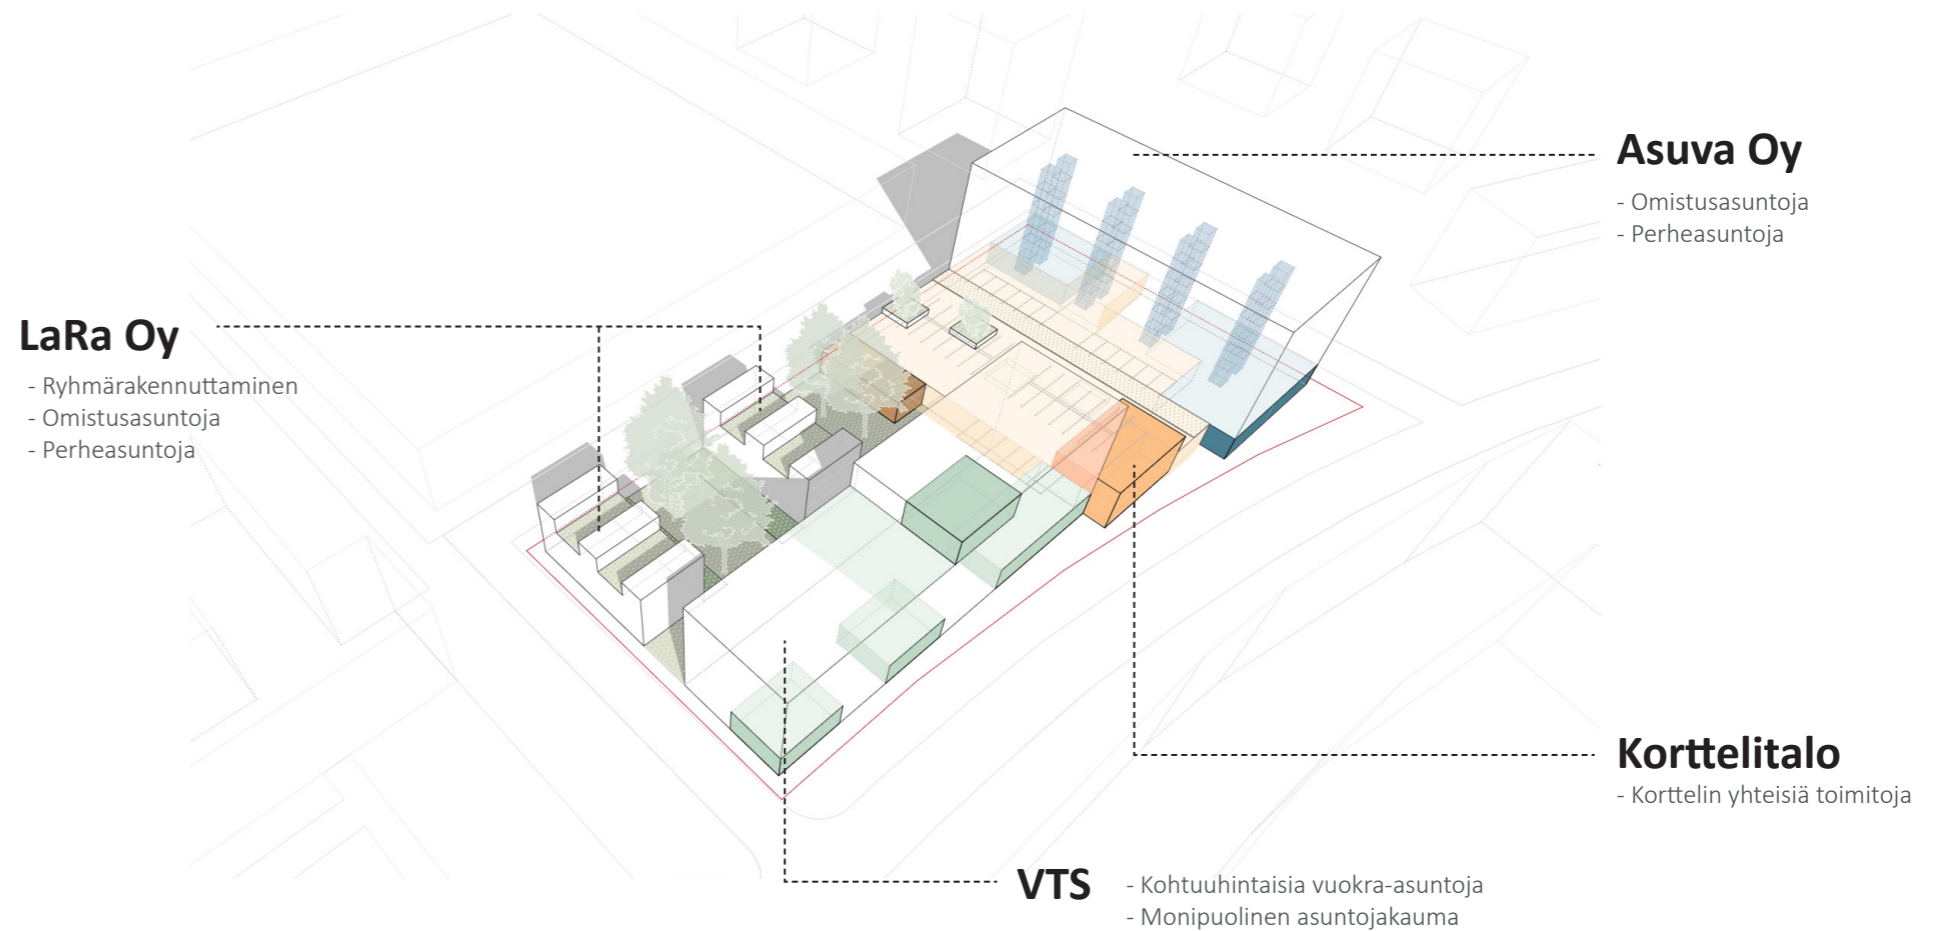 Asuva Oy
- Omistusasuntoja
- Perheasuntoja
LaRa Oy
- Ryhmärakennuttaminen
- Omistusasuntoja
- Perheasuntoja
Korttelitalo
- Korttelin yhteisiä toimitoja
VTS
- Kohtuuhintaisia vuokra-asuntoja
- Monipuolinen asuntojakauma